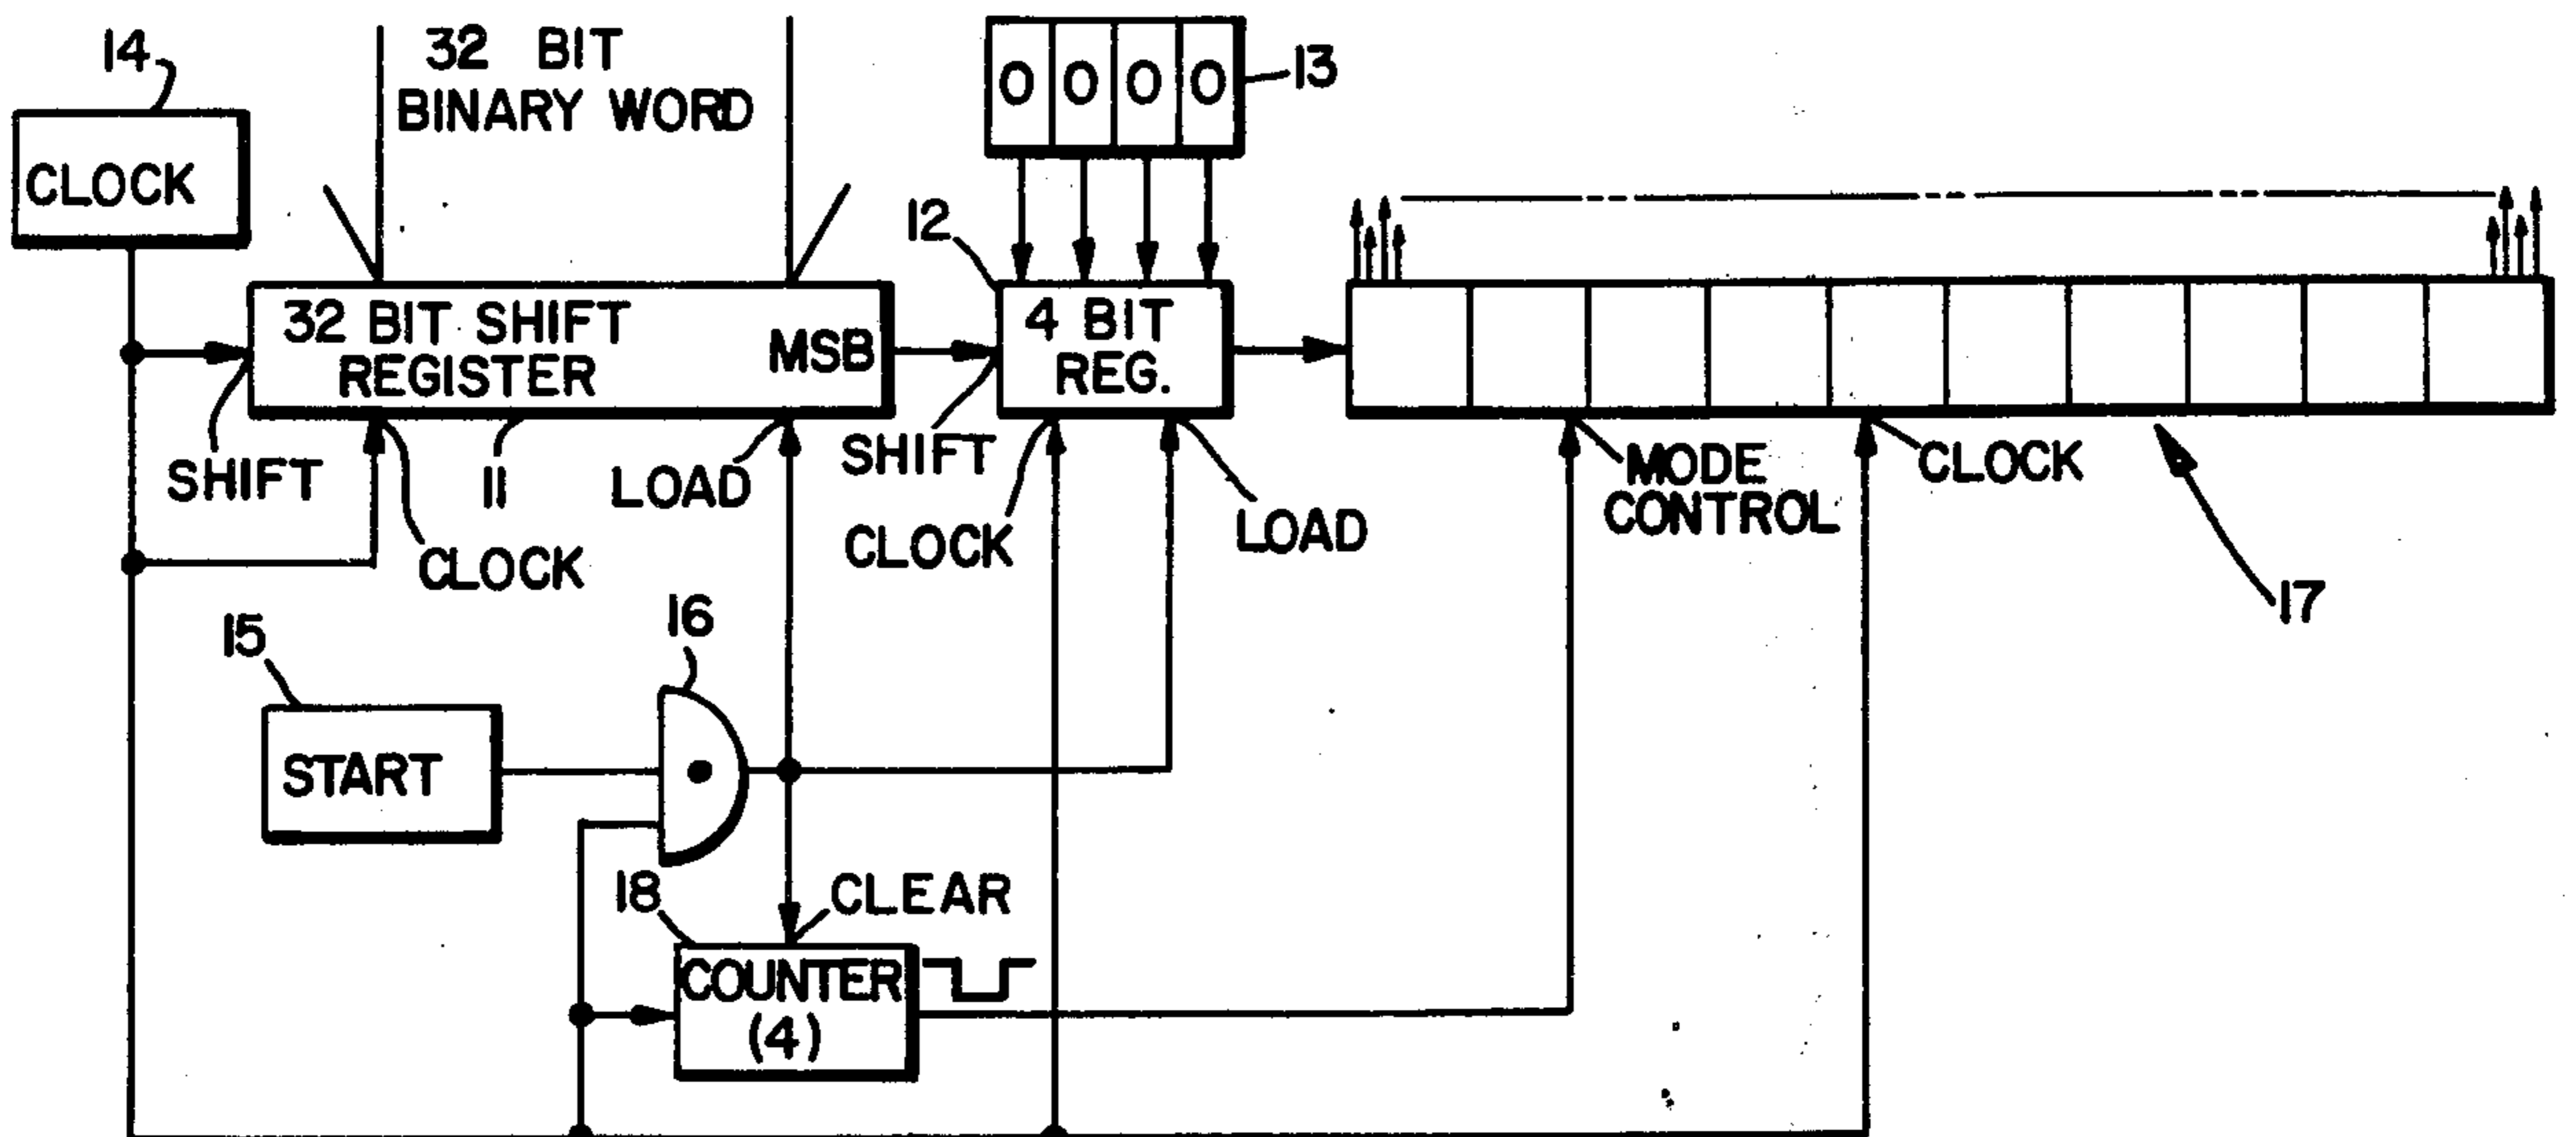 14
32 BIT
BINARY WORD
0 0 0 0
13
CLOCK
12
32 BIT SHIFT
REGISTER
MSB
4 BIT
REG.
SHIFT
11
LOAD
SHIFT
MODE
CONTROL
CLOCK
CLOCK
CLOCK
LOAD
17
15
16
START
18
CLEAR
COUNTER
(4)